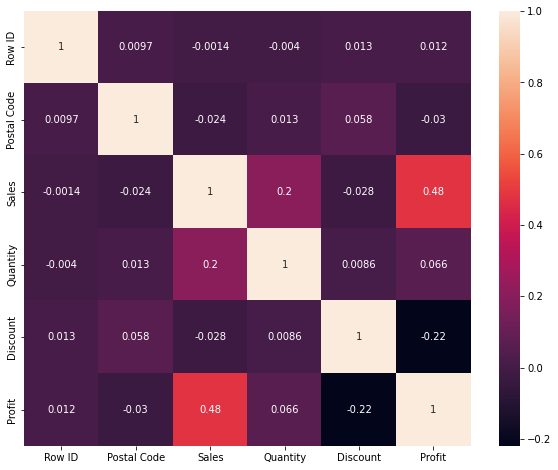 Row ID 1 0.0097 -0.0014 -0.004 0.013 0.012
Postal Code 0.0097 1 -0.024 0.013 0.058 -0.03
Sales -0.0014 -0.024 1 0.2 -0.028 0.48
Quantity -0.004 0.013 0.2 1 0.0086 0.066
Discount 0.013 0.058 -0.028 0.0086 1 -0.22
Profit 0.012 -0.03 0.48 0.066 -0.22 1
Row ID Postal Code Sales Quantity Discount Profit
1.0
0.8
0.6
0.4
0.2
0.0
−0.2